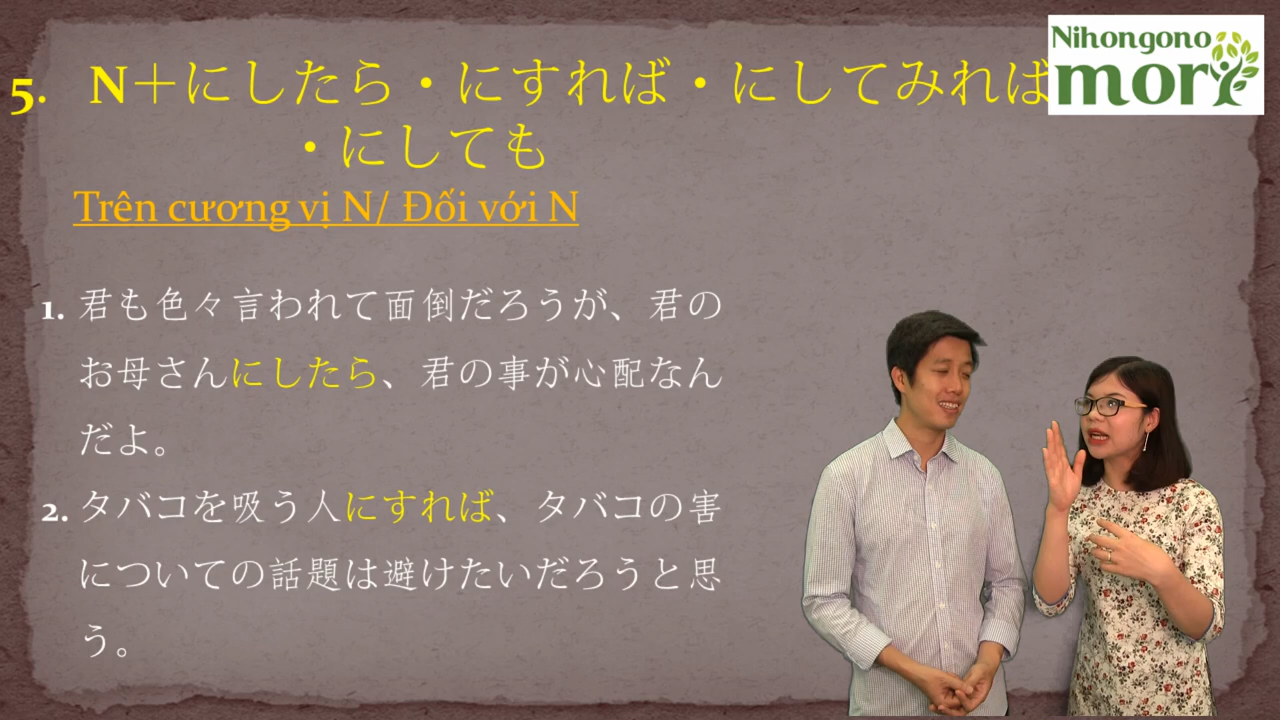 5. N＋にしたら・にすれば・にしてみれば
・にしても
Trên cương vị N/ Đối với N
1. 君も色々言われて面倒だろうが、君の
お母さんにしたら、君の事が心配なん
だよ。
2. タバコを吸う人にすれば、タバコの害
についての話題は避けたいだろうと思
う。
Nihongono
mori